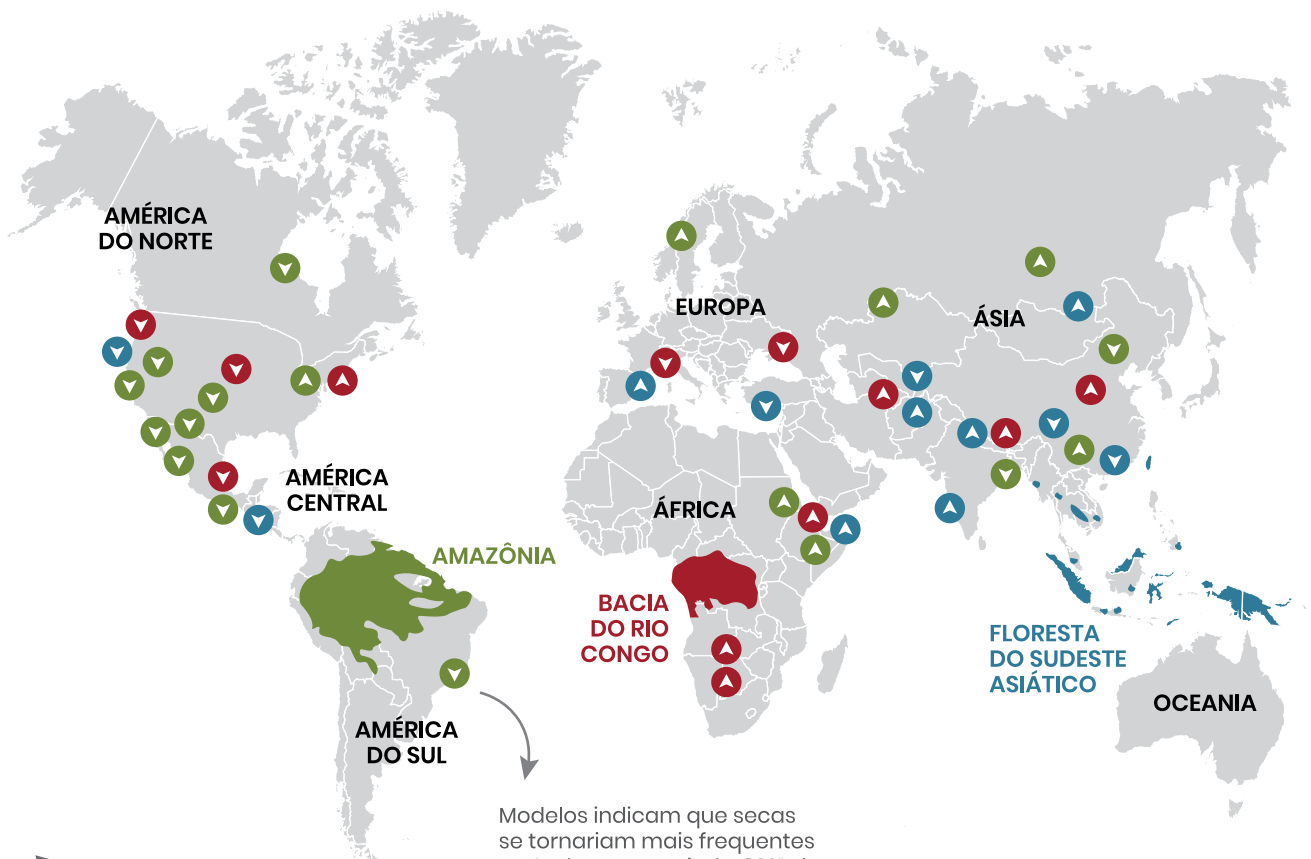 AMÉRICA
DO NORTE
EUROPA
ÁSIA
AMÉRICA
CENTRAL
ÁFRICA
AMAZÔNIA
BACIA
DO RIO
CONGO
FLORESTA
DO SUDESTE
ASIÁTICO
OCEANIA
AMÉRICA
DO SUL
Modelos indicam que secas
se tornariam mais frequentes